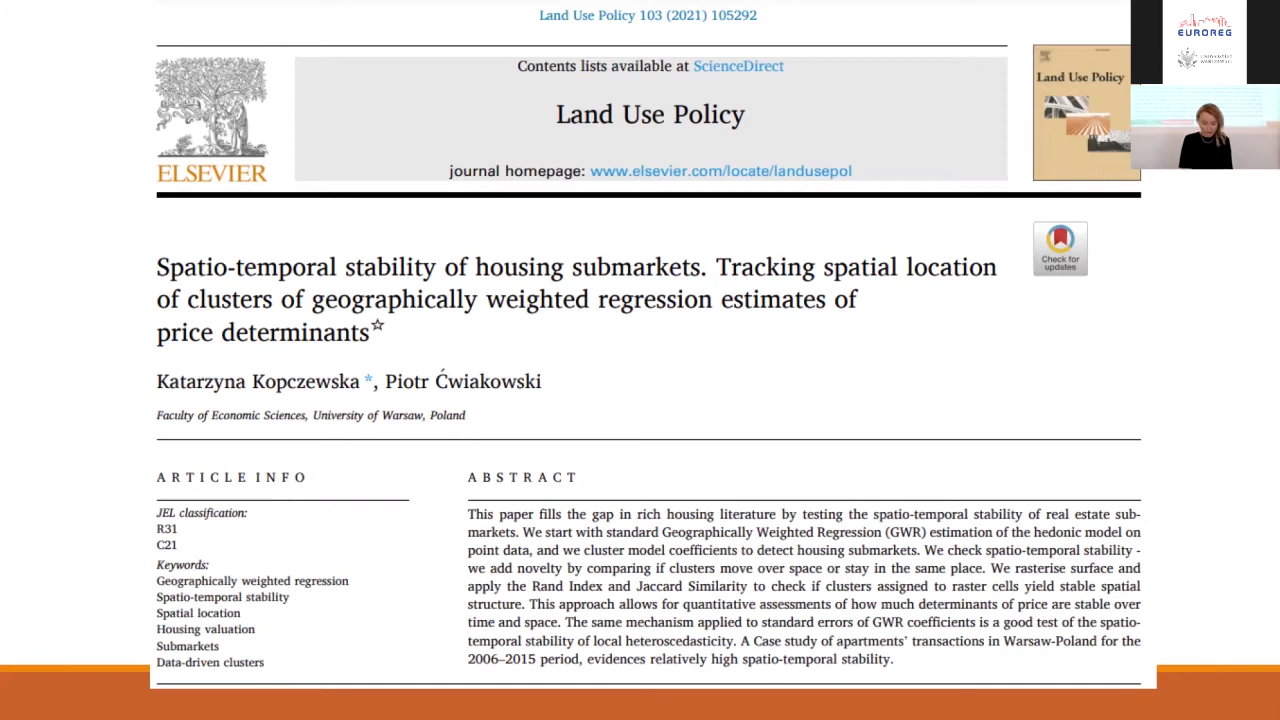 Land Use Policy 103 (2021) 105292
EUROREG
UNIWERSYTET
WARSZAWSKI
Contents lists available at ScienceDirect
Land Use Policy
journal homepage: www.elsevier.com/locate/landusepol
ELSEVIER
Land Use Policy
Check for
updates
Spatio-temporal stability of housing submarkets. Tracking spatial location
of clusters of geographically weighted regression estimates of
price determinants☆
Katarzyna Kopczewska *, Piotr Ćwiakowski
Faculty of Economic Sciences, University of Warsaw, Poland
ARTICLE INFO
JEL classification:
R31
C21
Keywords:
Geographically weighted regression
Spatio-temporal stability
Spatial location
Housing valuation
Submarkets
Data-driven clusters
ABSTRACT
This paper fills the gap in rich housing literature by testing the spatio-temporal stability of real estate sub-
markets. We start with standard Geographically Weighted Regression (GWR) estimation of the hedonic model on
point data, and we cluster model coefficients to detect housing submarkets. We check spatio-temporal stability -
we add novelty by comparing if clusters move over space or stay in the same place. We rasterise surface and
apply the Rand Index and Jaccard Similarity to check if clusters assigned to raster cells yield stable spatial
structure. This approach allows for quantitative assessments of how much determinants of price are stable over
time and space. The same mechanism applied to standard errors of GWR coefficients is a good test of the spatio-
temporal stability of local heteroscedasticity. A Case study of apartments' transactions in Warsaw-Poland for the
2006–2015 period, evidences relatively high spatio-temporal stability.